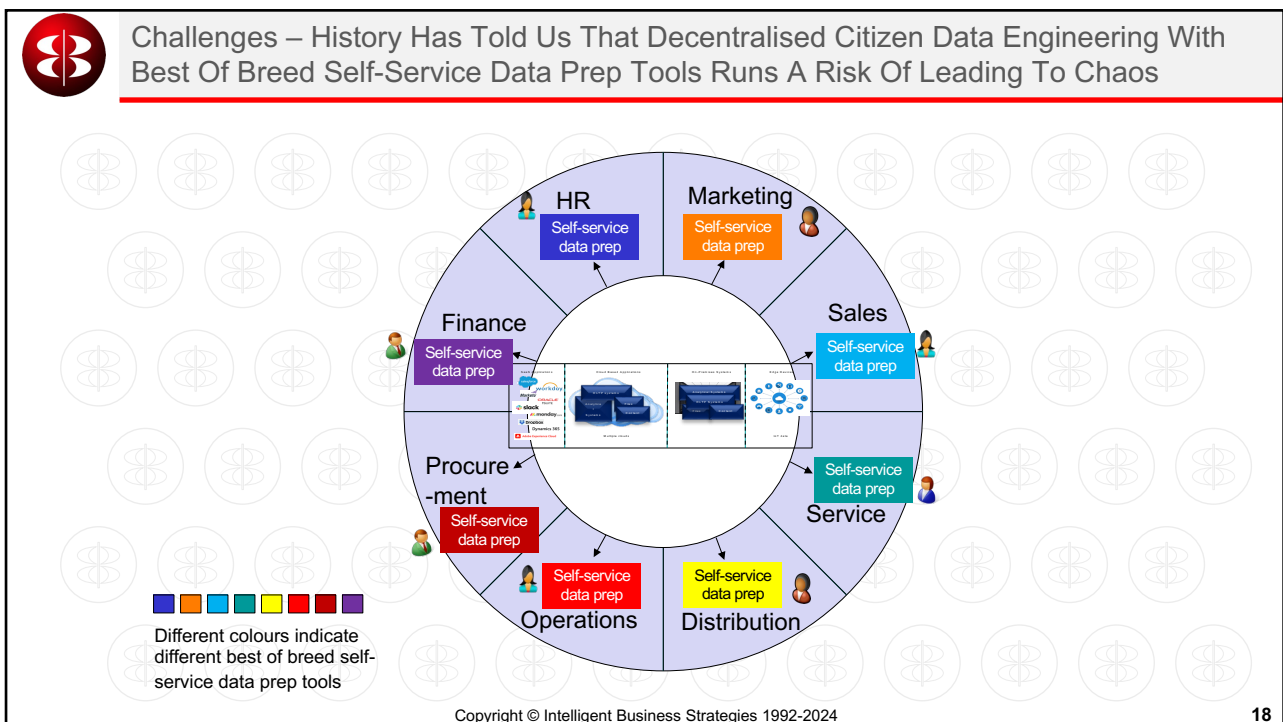 Challenges – History Has Told Us That Decentralised Citizen Data Engineering With
Best Of Breed Self-Service Data Prep Tools Runs A Risk Of Leading To Chaos
HR
Self-service
data prep
Marketing
Self-service
data prep
Sales
Self-service
data prep
Finance
Self-service
data prep
workday
ORACLE
slack
monday.com
Dropbox
Dynamics 365
Procure
-ment
Self-service
data prep
Self-service
data prep
Service
Self-service
data prep
Operations
Self-service
data prep
Distribution
Different colours indicate
different best of breed self-
service data prep tools
Copyright © Intelligent Business Strategies 1992-2024
18